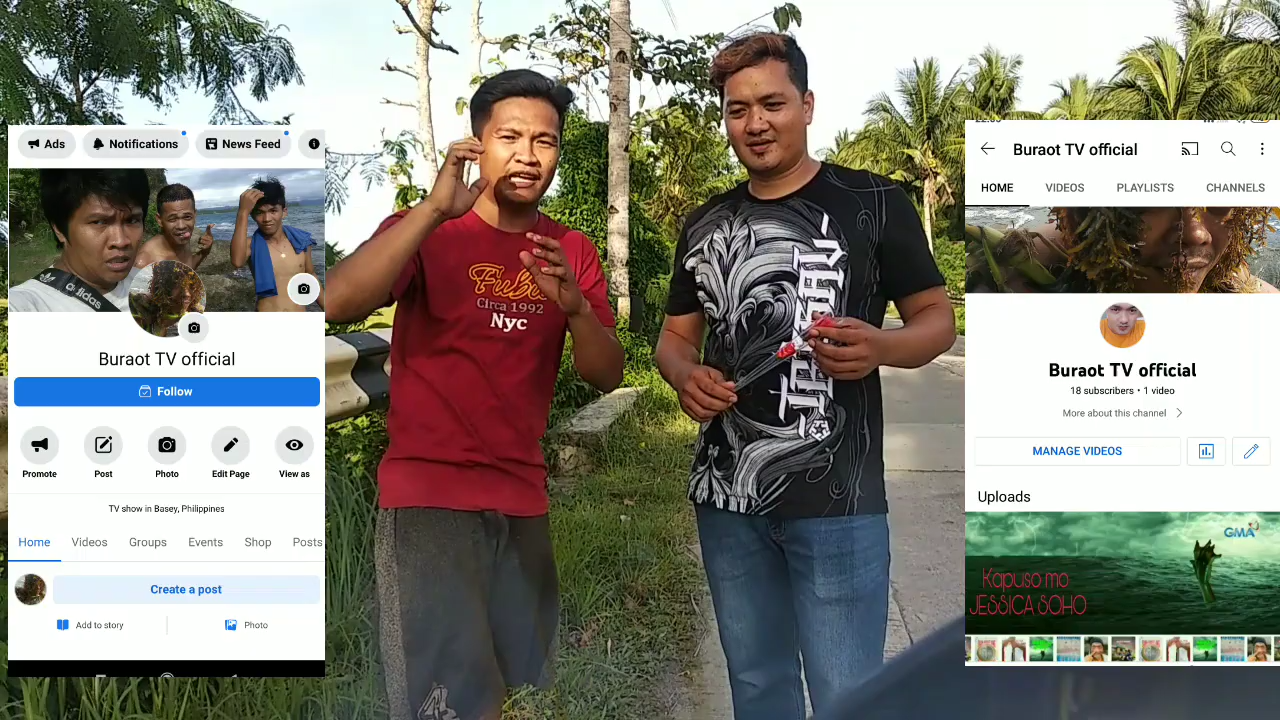 Ads
Notifications
News Feed
adidas
Buraot TV official
Follow
Promote
Post
Photo
Edit Page
View as
TV show in Basey, Philippines
Home
Videos
Groups
Events
Shop
Posts
Create a post
Add to story
Photo
Circa 1992
Nyc
Buraot TV official
HOME
VIDEOS
PLAYLISTS
CHANNELS
Buraot TV official
18 subscribers • 1 video
More about this channel
MANAGE VIDEOS
Uploads
GMA
Kapuso mo
JESSICA SOHO